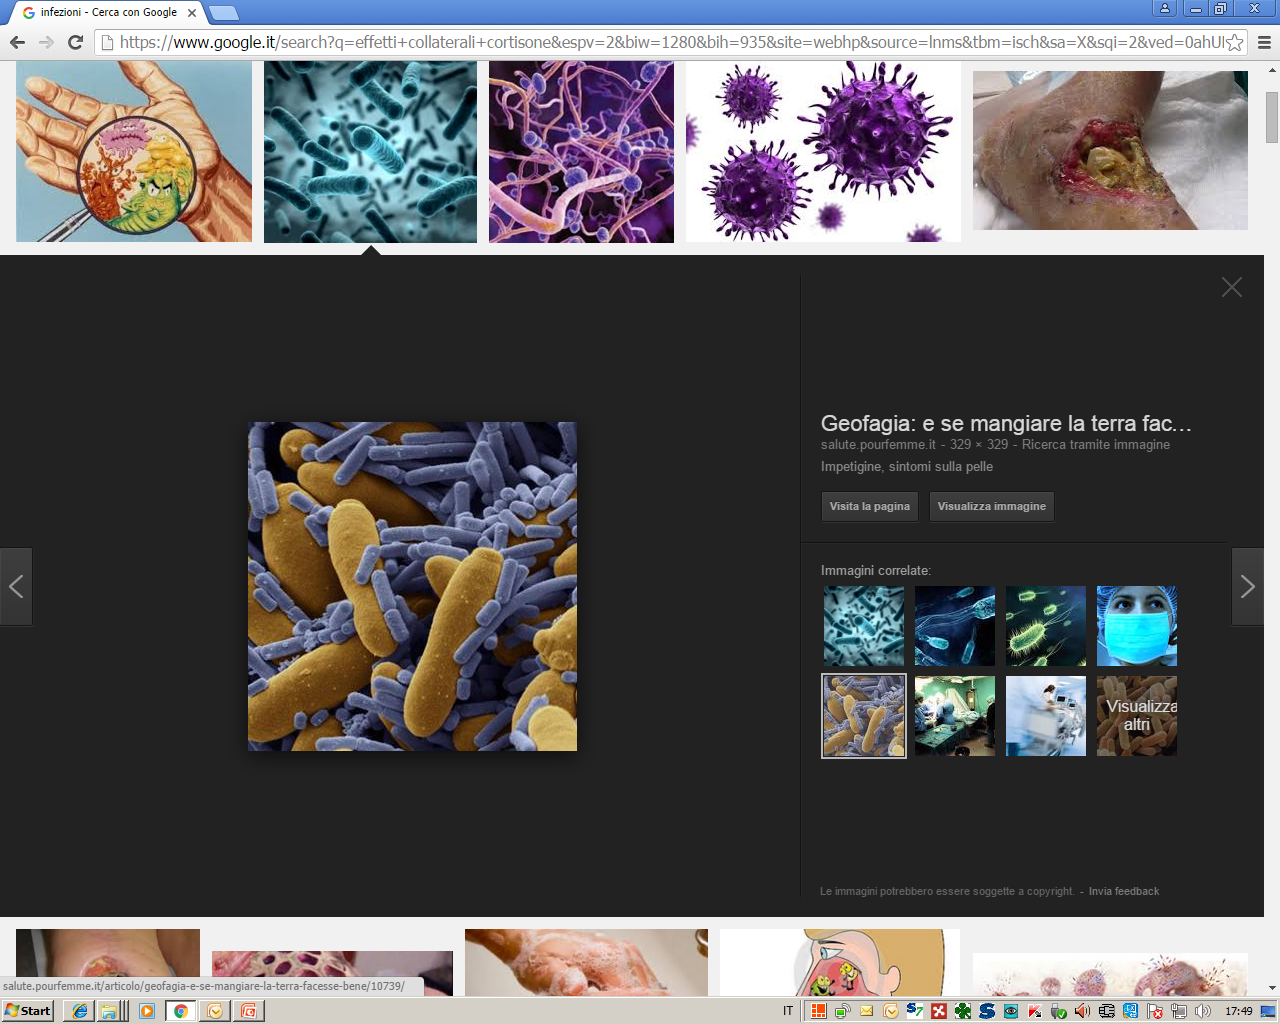 infezioni - Cerca con Google
https://www.google.it/search?q=effetti+collaterali+cortisone&espv=2&biw=1280&bih=935&site=webhp&source=lnms&tbm=isch&sa=X&sqi=2&ved=0ahUl
Geofagia: e se mangiare la terra fac...
salute.pourfemme.it - 329 × 329 - Ricerca tramite immagine
Impetigine, sintomi sulla pelle
Visita la pagina
Visualizza immagine
Immagini correlate:
Visualizza
altri
Le immagini potrebbero essere soggette a copyright. - Invia feedback
salute.pourfemme.it/articolo/geofagia-e-se-mangiare-la-terra-facesse-bene/10739/
Start
IT
17:49